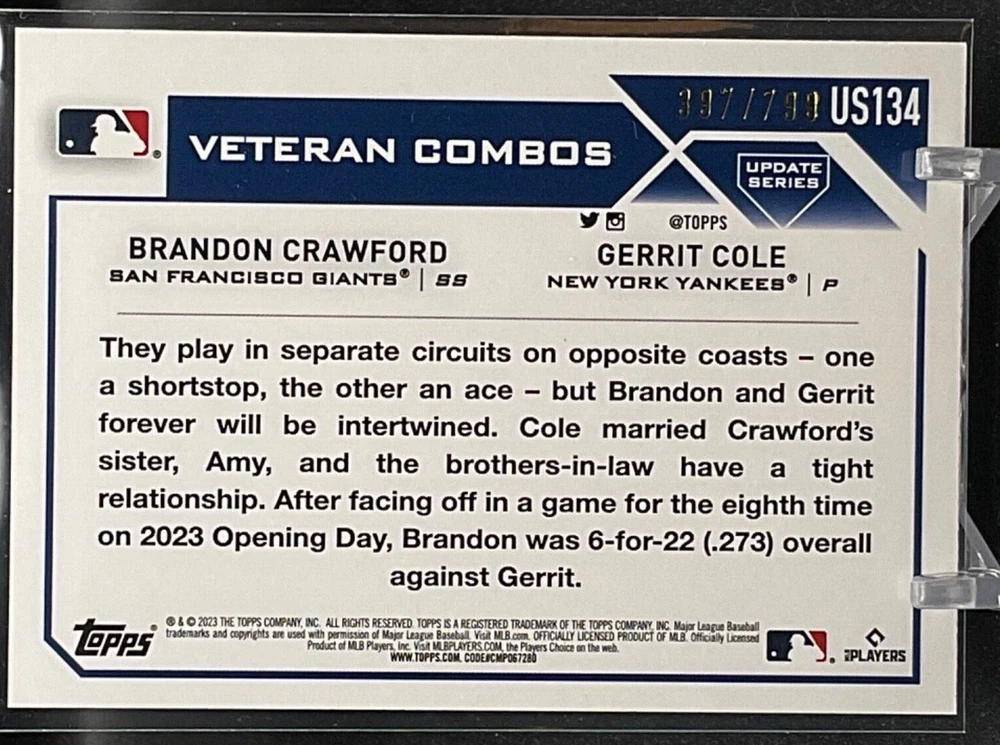 397/799 US134
VETERAN COMBOS
UPDATE
SERIES
@TOPPS
BRANDON CRAWFORD
SAN FRANCISCO GIANTS® | SS
GERRIT COLE
NEW YORK YANKEES® | P
They play in separate circuits on opposite coasts – one
a shortstop, the other an ace – but Brandon and Gerrit
forever will be intertwined. Cole married Crawford's
sister, Amy, and the brothers-in-law have a tight
relationship. After facing off in a game for the eighth time
on 2023 Opening Day, Brandon was 6-for-22 (.273) overall
against Gerrit.
Topps®
® & © 2023 THE TOPPS COMPANY, INC. ALL RIGHTS RESERVED. TOPPS IS A REGISTERED TRADEMARK OF THE TOPPS COMPANY, INC. Major League Baseball
trademarks and copyrights are used with permission of Major League Baseball. Visit MLB.com. OFFICIALLY LICENSED PRODUCT OF MLB. Officially Licensed
Product of MLB Players, Inc. Visit MLBPLAYERS.COM, the Players Choice on the web.
WWW.TOPPS.COM. CODE#CMP067280
PLAYERS